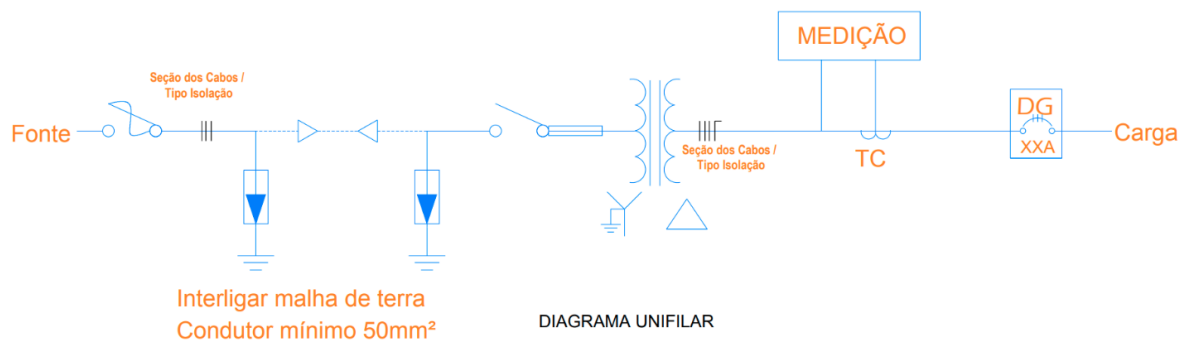 Fonte
Seção dos Cabos /
Tipo Isolação
MEDIÇÃO
Seção dos Cabos /
Tipo Isolação
TC
DG
XXA
Carga
Interligar malha de terra
Condutor mínimo 50mm²
DIAGRAMA UNIFILAR